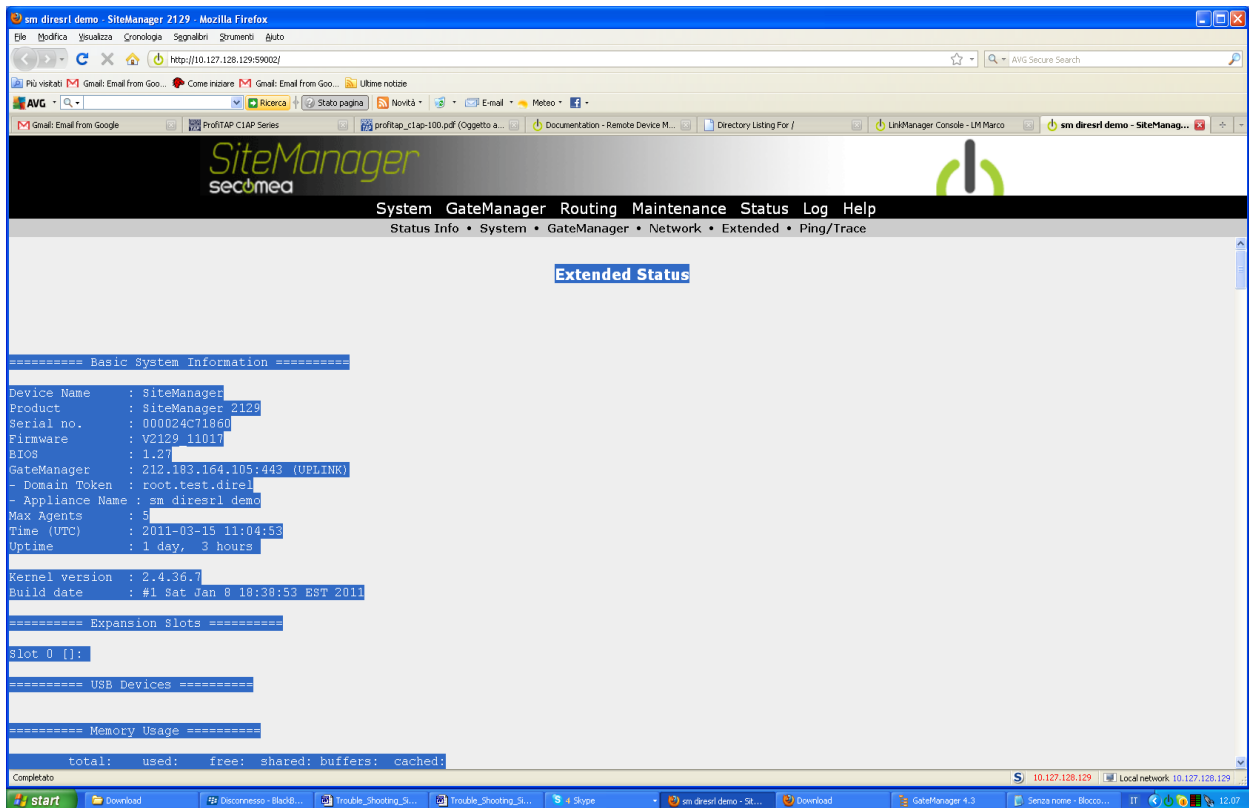 sm diresrl demo - SiteManager 2129 - Mozilla Firefox
File Modifica Visualizza Cronologia Segnalibri Strumenti Aiuto
http://10.127.128.129:59002/
AVG Secure Search
Più visitati Gmail: Email from Goo... Come iniziare Gmail: Email from Goo... Ultime notizie
AVG Ricerca Stato pagina Novità E-mail Meteo
Gmail: Email from Google ProfiTAP C1AP Series profitap_c1ap-100.pdf (Oggetto a... Documentation - Remote Device M... Directory Listing For / LinkManager Console - LM Marco sm diresrl demo - SiteManag...
SiteManager
secomea
System GateManager Routing Maintenance Status Log Help
Status Info • System • GateManager • Network • Extended • Ping/Trace
Extended Status
========== Basic System Information ==========
Device Name : SiteManager
Product : SiteManager 2129
Serial no. : 000024C71860
Firmware : V2129_11017
BIOS : 1.27
GateManager : 212.183.164.105:443 (UPLINK)
- Domain Token : root.test.direl
- Appliance Name : sm diresrl demo
Max Agents : 5
Time (UTC) : 2011-03-15 11:04:53
Uptime : 1 day, 3 hours
Kernel version : 2.4.36.7
Build date : #1 Sat Jan 8 18:38:53 EST 2011
========== Expansion Slots ==========
Slot 0 []:
========== USB Devices ==========
========== Memory Usage ==========
total: used: free: shared: buffers: cached:
Completato
10.127.128.129 Local network 10.127.128.129
start Download Disconnesso - BlackB... Trouble_Shooting_Si... Trouble_Shooting_Si... 4 Skype sm diresrl demo - Sit... Download GateManager 4.3 Senza nome - Blocco... IT 12.07